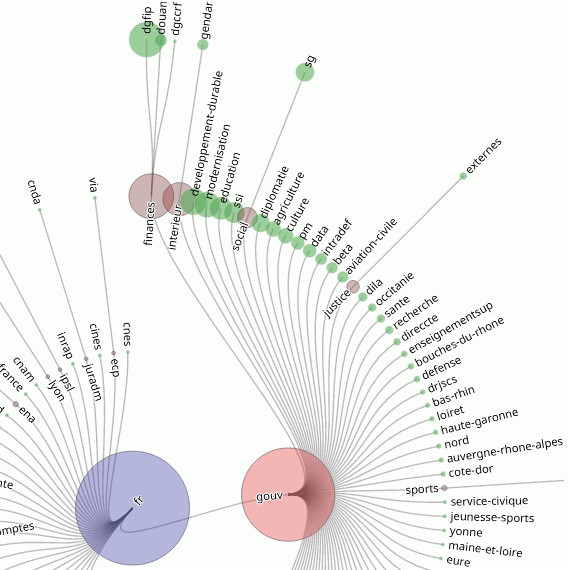 dgfip
douan
dgccrf
gendar
sg
externes
cnda
via
finances
interieur
developpement-durable
modernisation
education
ssi
social
diplomatie
agriculture
culture
pm
data
intradef
beta
aviation-civile
justice
dila
occitanie
sante
recherche
direccte
enseignementsup
bouches-du-rhone
defense
drjscs
bas-rhin
loiret
haute-garonne
nord
auvergne-rhone-alpes
cote-dor
sports
service-civique
jeunesse-sports
yonne
maine-et-loire
eure
cnes
ecp
cines
juradm
inrap
ipsl
lyon
cnam
france
ena
fr
gouv
nte
omptes